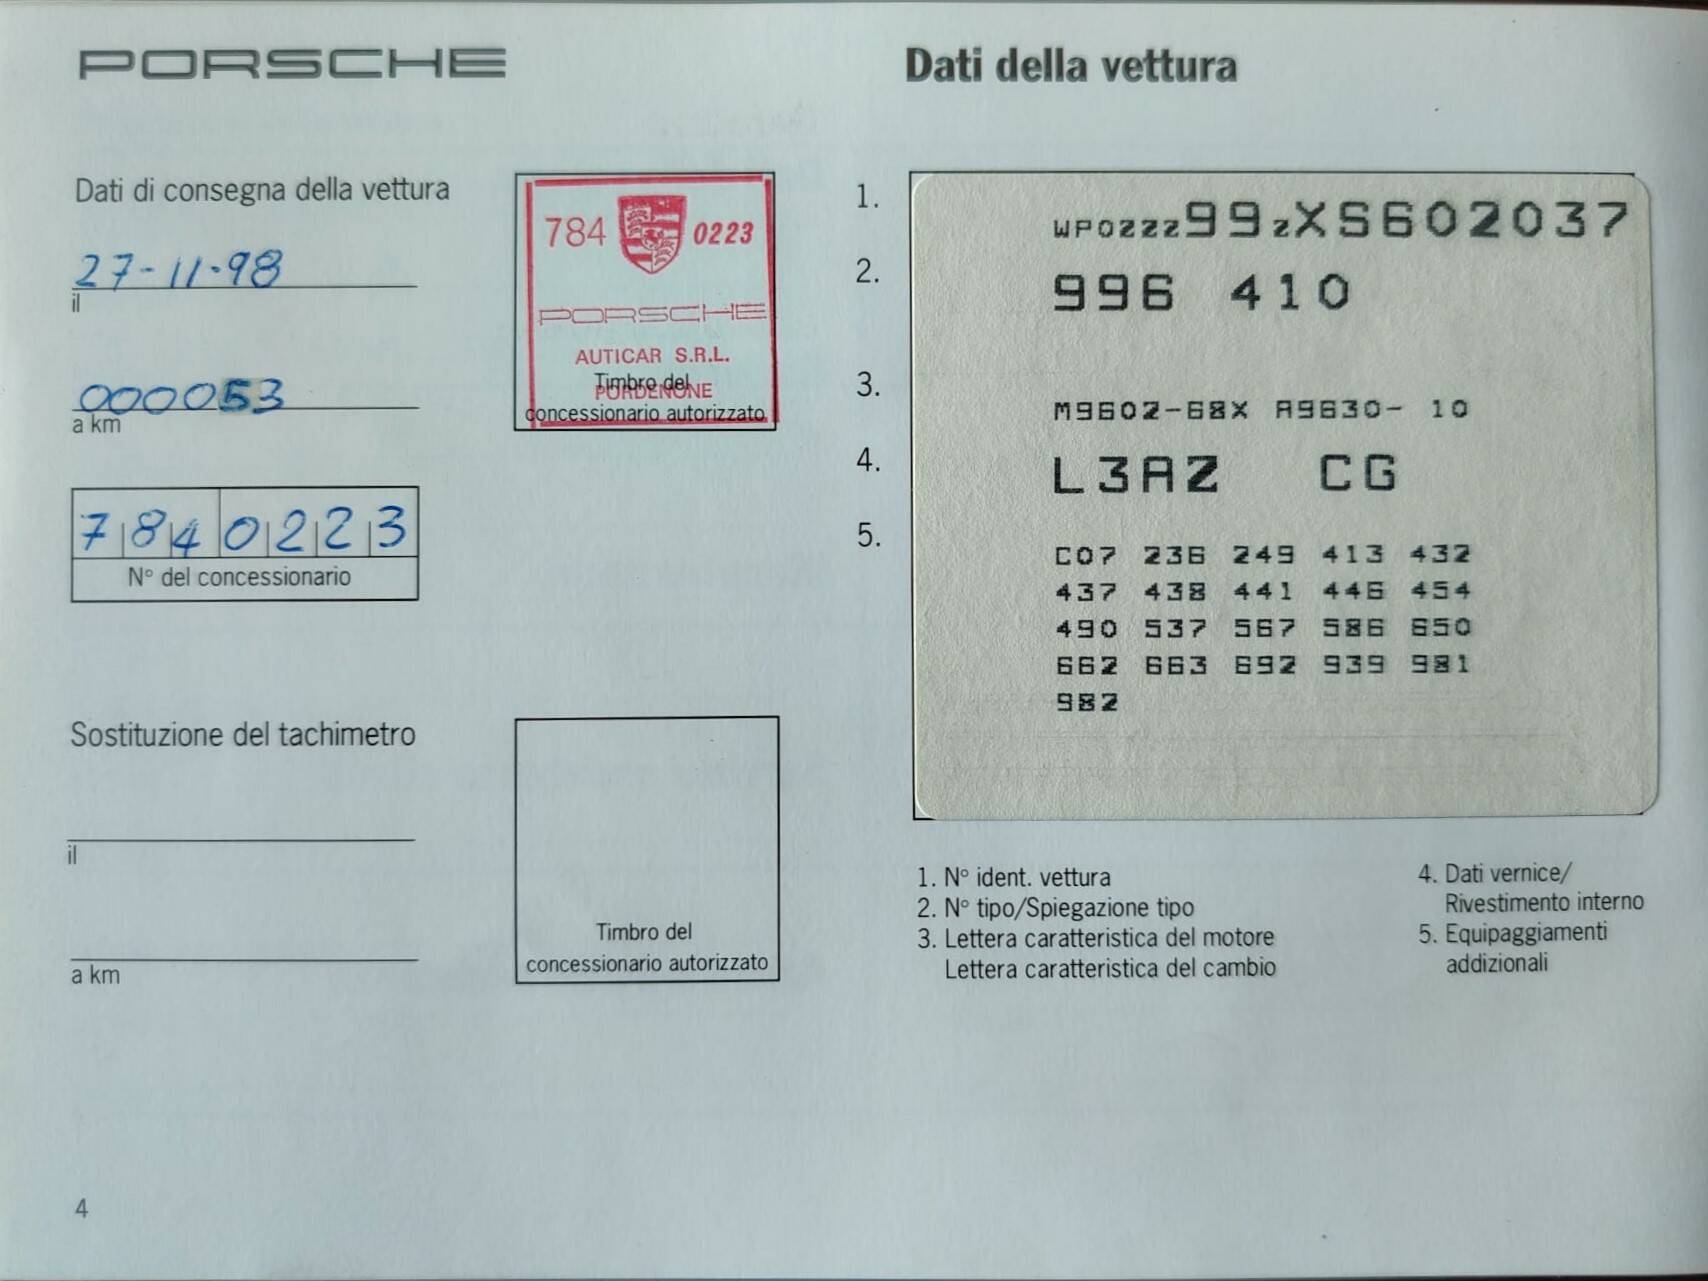 PORSCHE
Dati di consegna della vettura
27-11-98
il
000053
a km
7840223
N° del concessionario
784 0223
PORSCHE
AUTICAR S.R.L.
PORDENONE
Timbro del
concessionario autorizzato
Sostituzione del tachimetro
il
a km
Timbro del
concessionario autorizzato
4
Dati della vettura
1. WP0ZZZ99ZXS602037
2. 996 410
3. M9602-68X A9630- 10
4. L3AZ CG
5. C07 236 249 413 432
437 438 441 446 454
490 537 567 586 650
662 663 692 939 981
982
1. N° ident. vettura
2. N° tipo/Spiegazione tipo
3. Lettera caratteristica del motore
Lettera caratteristica del cambio
4. Dati vernice/
Rivestimento interno
5. Equipaggiamenti
addizionali